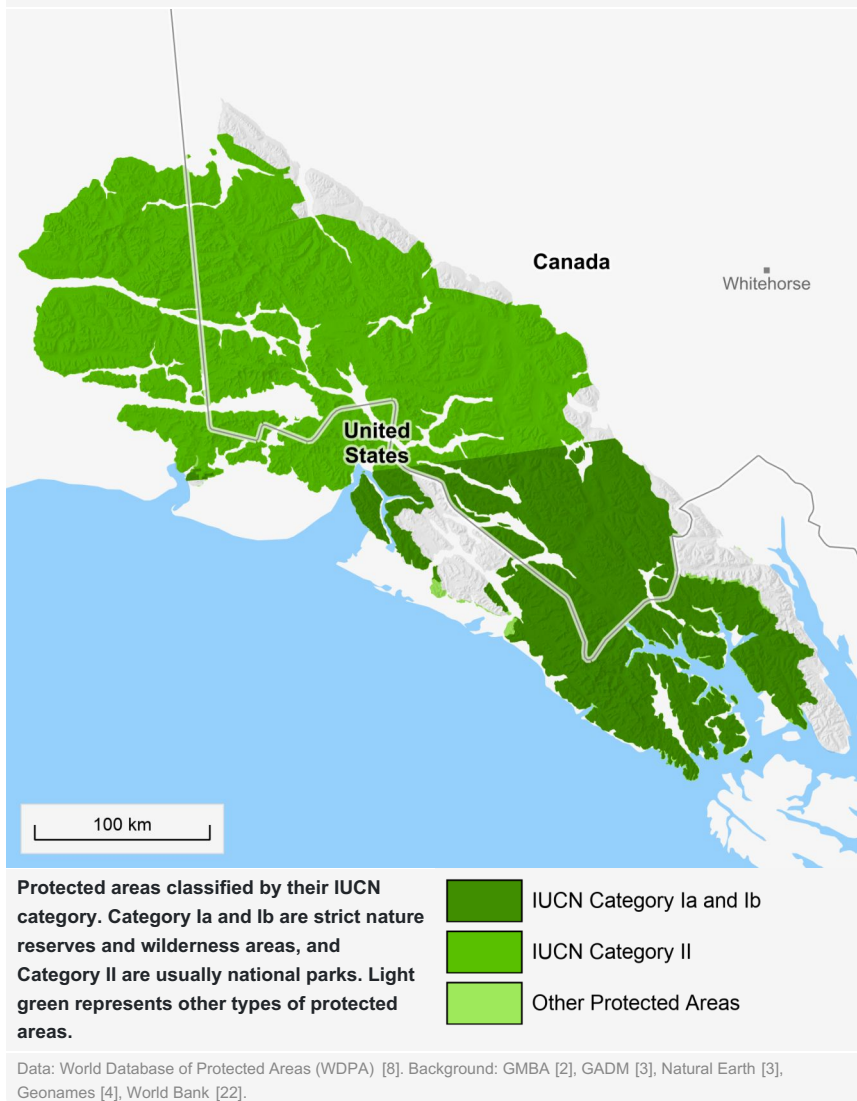 Canada
Whitehorse
United
States
100 km
Protected areas classified by their IUCN
category. Category Ia and Ib are strict nature
reserves and wilderness areas, and
Category II are usually national parks. Light
green represents other types of protected
areas.
IUCN Category Ia and Ib
IUCN Category II
Other Protected Areas
Data: World Database of Protected Areas (WDPA) [8]. Background: GMBA [2], GADM [3], Natural Earth [3],
Geonames [4], World Bank [22].